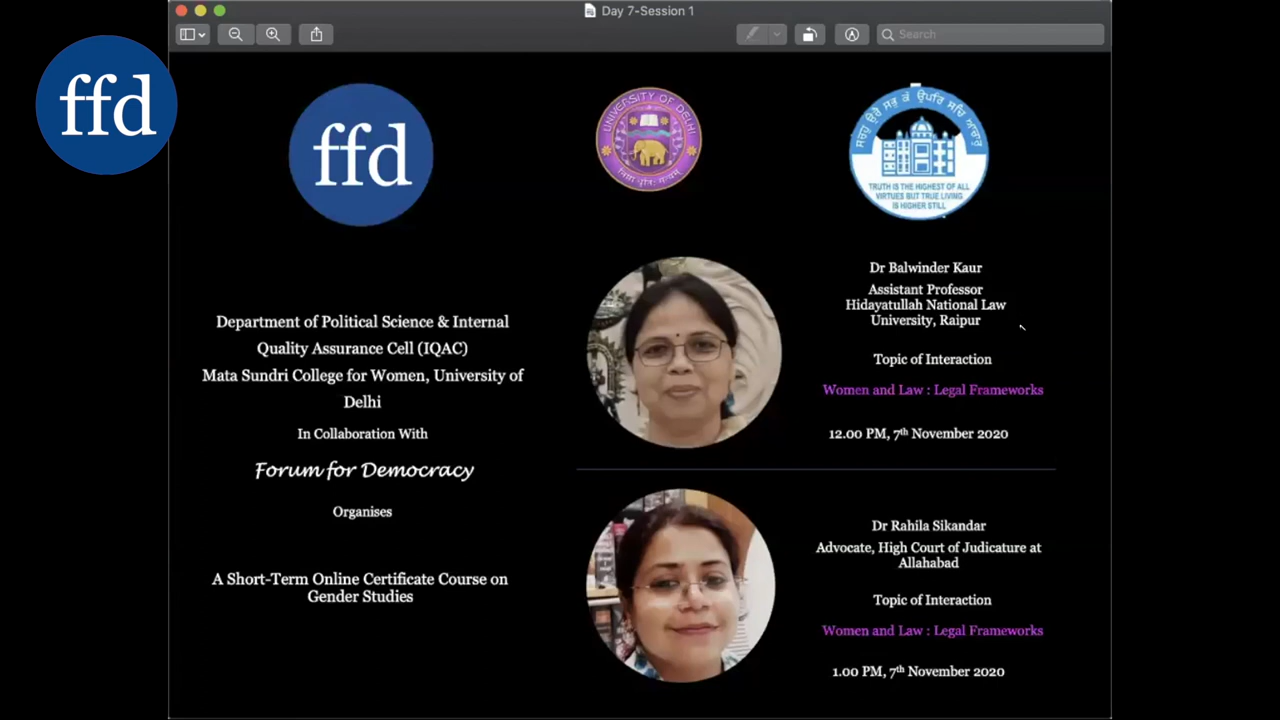 Day 7-Session 1
Search
ffd
ffd
UNIVERSITY OF DELHI
TRUTH IS THE HIGHEST OF ALL
VIRTUES BUT TRUE LIVING
IS HIGHER STILL
Department of Political Science & Internal
Quality Assurance Cell (IQAC)
Mata Sundri College for Women, University of
Delhi
In Collaboration With
Forum for Democracy
Organises
A Short-Term Online Certificate Course on
Gender Studies
Dr Balwinder Kaur
Assistant Professor
Hidayatullah National Law
University, Raipur
Topic of Interaction
Women and Law : Legal Frameworks
12.00 PM, 7th November 2020
Dr Rahila Sikandar
Advocate, High Court of Judicature at
Allahabad
Topic of Interaction
Women and Law : Legal Frameworks
1.00 PM, 7th November 2020